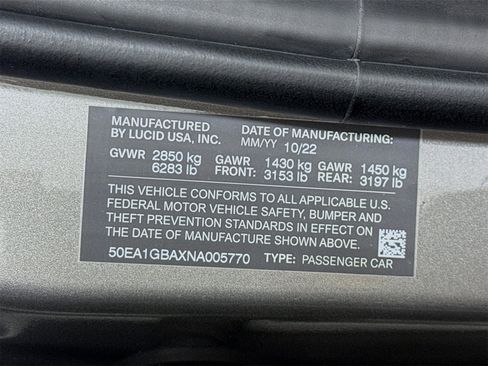 MANUFACTURED BY LUCID USA, INC.
DATE OF MANUFACTURING: MM/YY 10/22
GVWR 2850 kg 6283 lb
GAWR FRONT: 1430 kg 3153 lb
GAWR REAR: 1450 kg 3197 lb
THIS VEHICLE CONFORMS TO ALL APPLICABLE U.S.
FEDERAL MOTOR VEHICLE SAFETY, BUMPER AND
THEFT PREVENTION STANDARDS IN EFFECT ON
THE DATE OF MANUFACTURE SHOWN ABOVE.
50EA1GBAXNA005770 TYPE: PASSENGER CAR